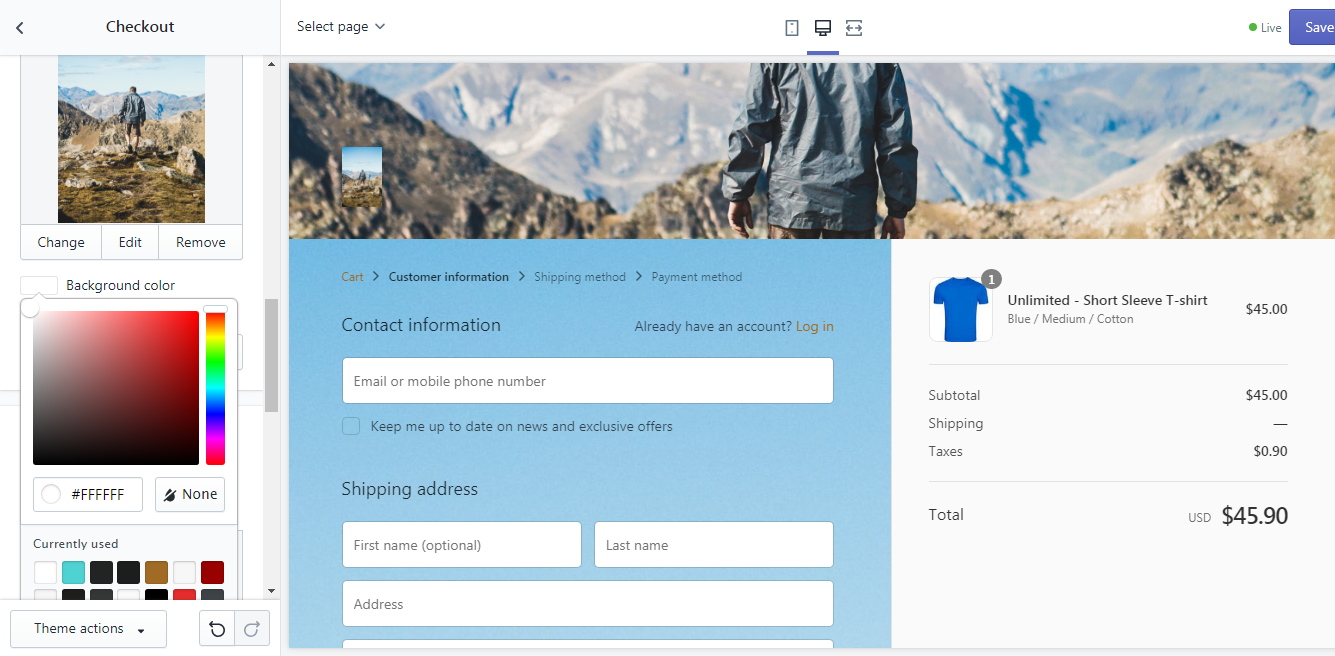 Checkout
Select page
Live
Save
Change
Edit
Remove
Background color
#FFFFFF
None
Currently used
Theme actions
Cart > Customer information > Shipping method > Payment method
Contact information
Already have an account? Log in
Email or mobile phone number
Keep me up to date on news and exclusive offers
Shipping address
First name (optional)
Last name
Address
1
Unlimited - Short Sleeve T-shirt
$45.00
Blue / Medium / Cotton
Subtotal $45.00
Shipping —
Taxes $0.90
Total USD $45.90